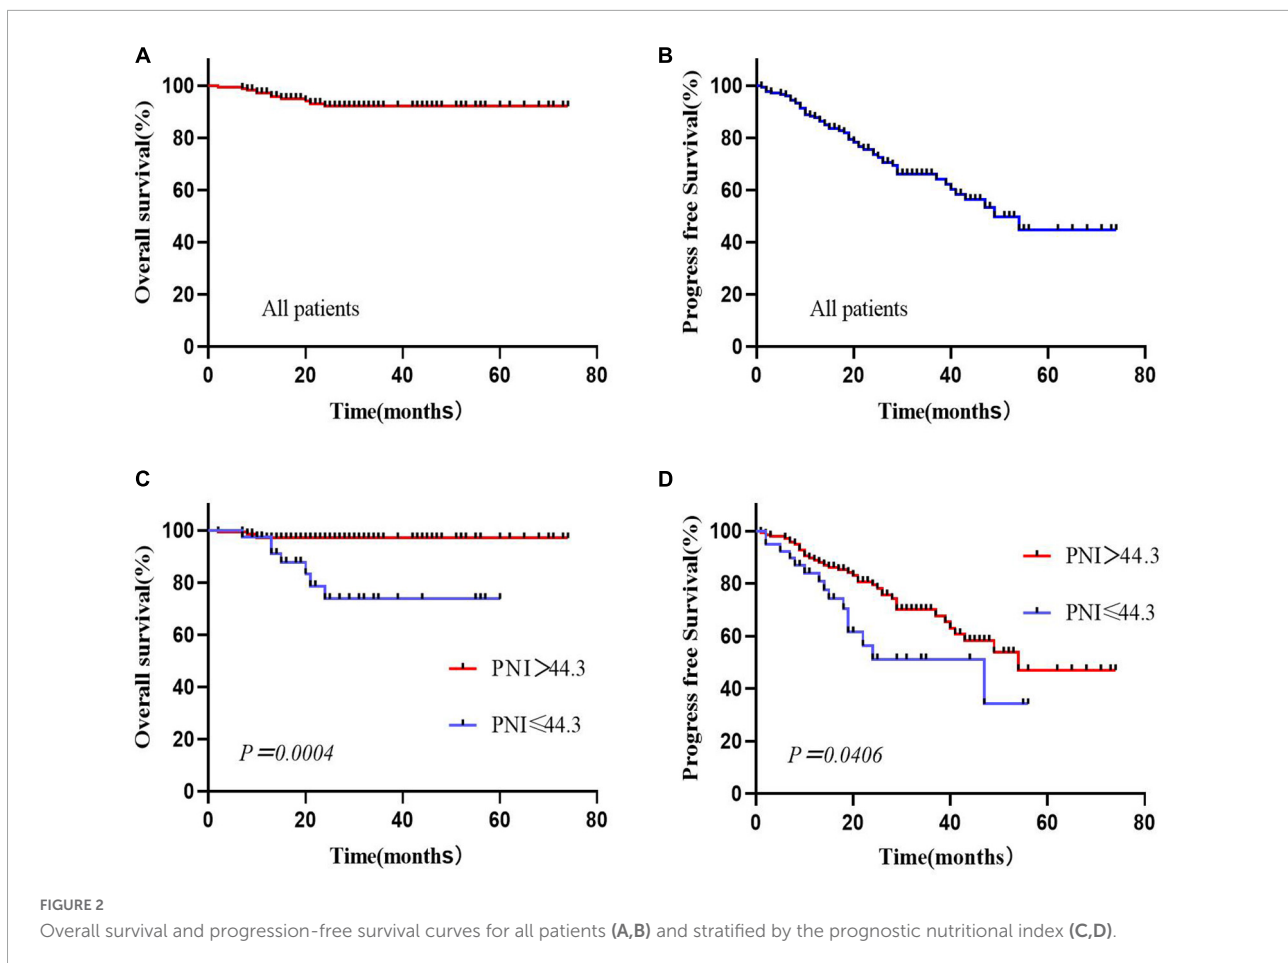 A
Overall survival(%)
100
80
60
40
20
0
All patients
0 20 40 60 80
Time(months)
B
Progress free Survival(%)
100
80
60
40
20
0
All patients
0 20 40 60 80
Time(months)
C
Overall survival(%)
100
80
60
40
20
0
PNI>44.3
PNI≤44.3
P=0.0004
0 20 40 60 80
Time(months)
D
Progress free Survival(%)
100
80
60
40
20
0
PNI>44.3
PNI≤44.3
P=0.0406
0 20 40 60 80
Time(months)
FIGURE 2
Overall survival and progression-free survival curves for all patients (A,B) and stratified by the prognostic nutritional index (C,D).